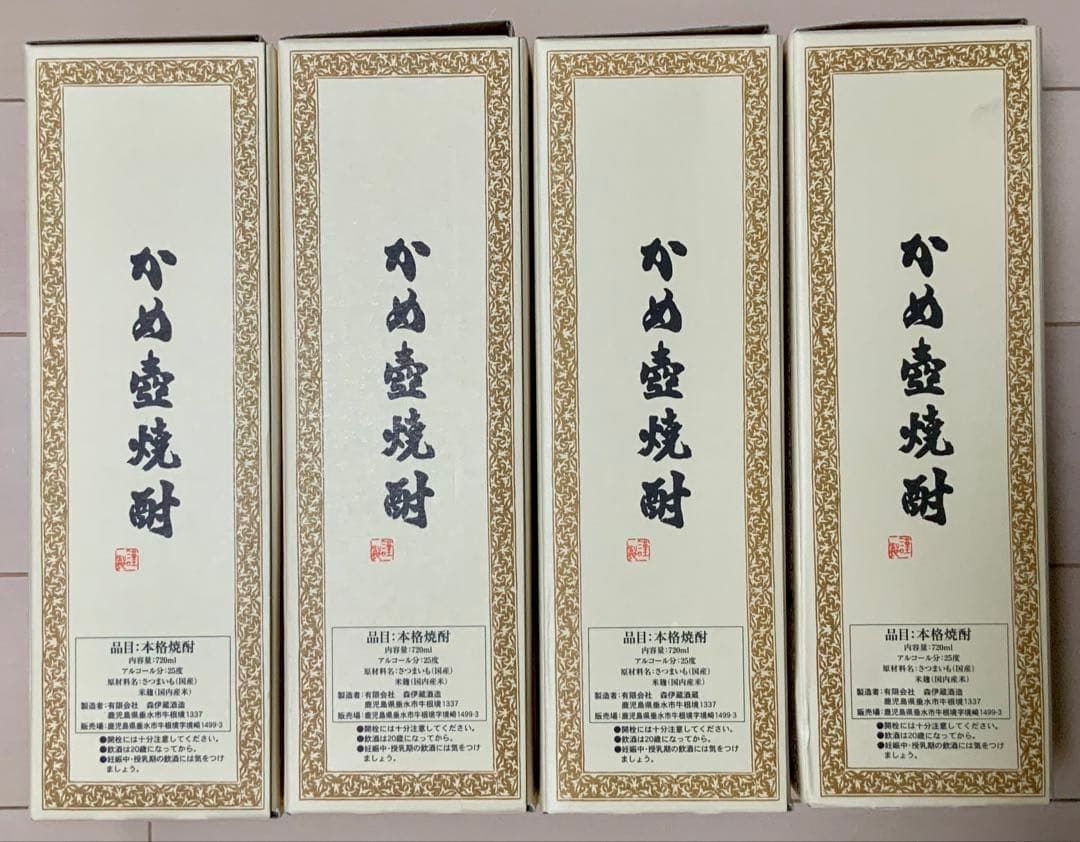 かめ壺焼酎
謹製
品目:本格焼酎
内容量:720ml
アルコール分:25度
原材料名:さつまいも(国産)
米麹(国内産米)
製造者:有限会社 森伊蔵酒造
鹿児島県垂水市牛根境1337
販売場:鹿児島県垂水市牛根境字境崎1499-3
●開栓には十分注意してください。
●飲酒は20歳になってから。
●妊娠中・授乳期の飲酒には気をつけ
ましょう。
かめ壺焼酎
謹製
品目:本格焼酎
内容量:720ml
アルコール分:25度
原材料名:さつまいも(国産)
米麹(国内産米)
製造者:有限会社 森伊蔵酒造
鹿児島県垂水市牛根境1337
販売場:鹿児島県垂水市牛根境字境崎1499-3
●開栓には十分注意してください。
●飲酒は20歳になってから。
●妊娠中・授乳期の飲酒には気をつけ
ましょう。
かめ壺焼酎
謹製
品目:本格焼酎
内容量:720ml
アルコール分:25度
原材料名:さつまいも(国産)
米麹(国内産米)
製造者:有限会社 森伊蔵酒造
鹿児島県垂水市牛根境1337
販売場:鹿児島県垂水市牛根境字境崎1499-3
●開栓には十分注意してください。
●飲酒は20歳になってから。
●妊娠中・授乳期の飲酒には気をつけ
ましょう。
かめ壺焼酎
謹製
品目:本格焼酎
内容量:720ml
アルコール分:25度
原材料名:さつまいも(国産)
米麹(国内産米)
製造者:有限会社 森伊蔵酒造
鹿児島県垂水市牛根境1337
販売場:鹿児島県垂水市牛根境字境崎1499-3
●開栓には十分注意してください。
●飲酒は20歳になってから。
●妊娠中・授乳期の飲酒には気をつけ
ましょう。